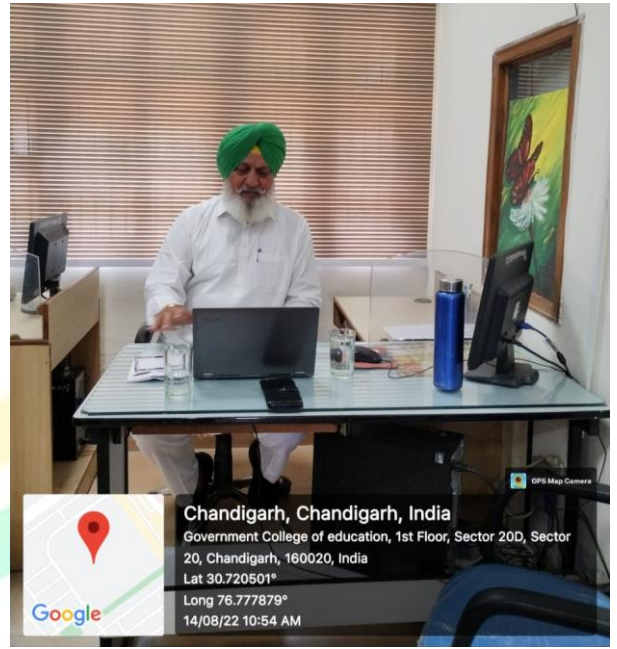 GPS Map Camera
Chandigarh, Chandigarh, India
Government College of education, 1st Floor, Sector 20D, Sector
20, Chandigarh, 160020, India
Lat 30.720501°
Long 76.777879°
14/08/22 10:54 AM
Google